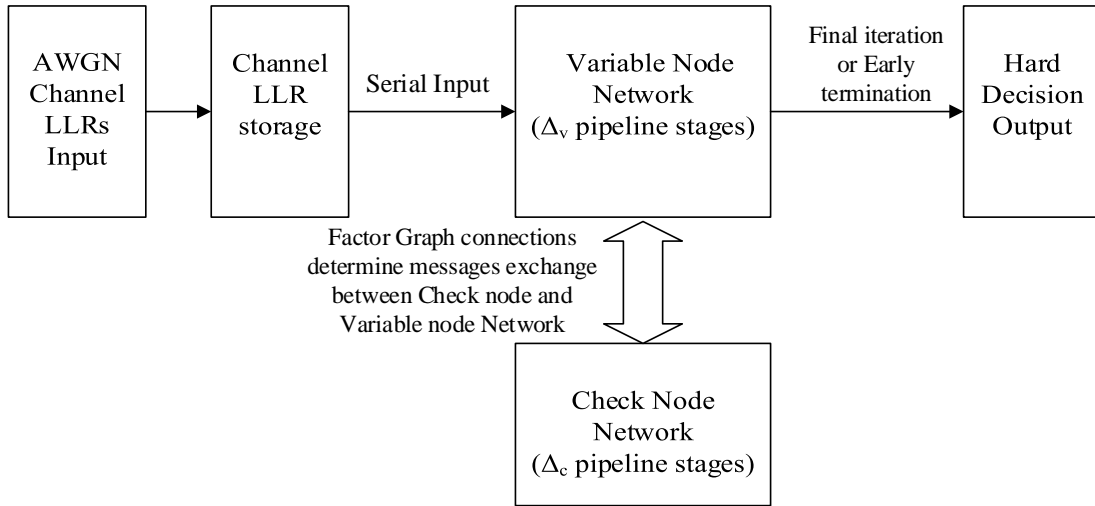 AWGN
Channel
LLRs
Input
Channel
LLR
storage
Serial Input
Variable Node
Network
(Δv pipeline stages)
Final iteration
or Early
termination
Hard
Decision
Output
Factor Graph connections
determine messages exchange
between Check node and
Variable node Network
Check Node
Network
(Δc pipeline stages)